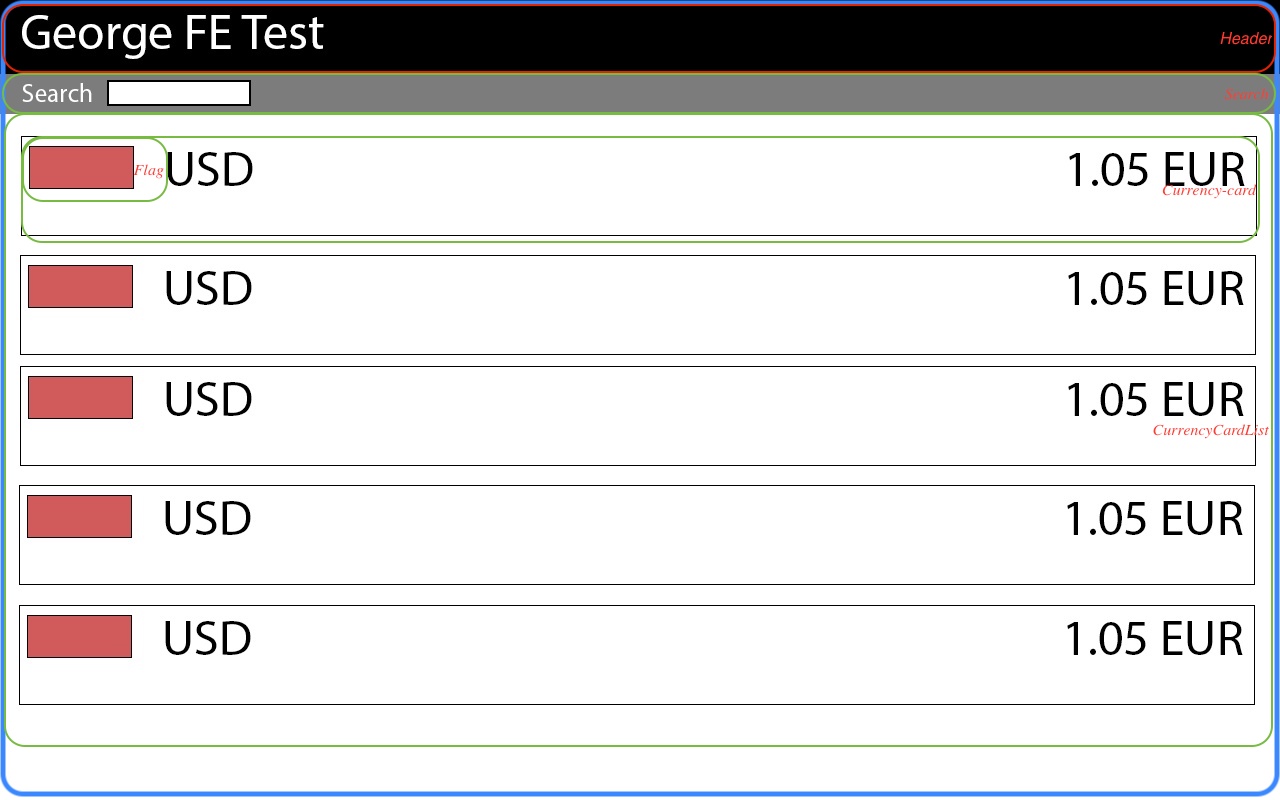 George FE Test
Header
Search
Search
Flag
USD
1.05 EUR
Currency-card
USD
1.05 EUR
USD
1.05 EUR
CurrencyCardList
USD
1.05 EUR
USD
1.05 EUR